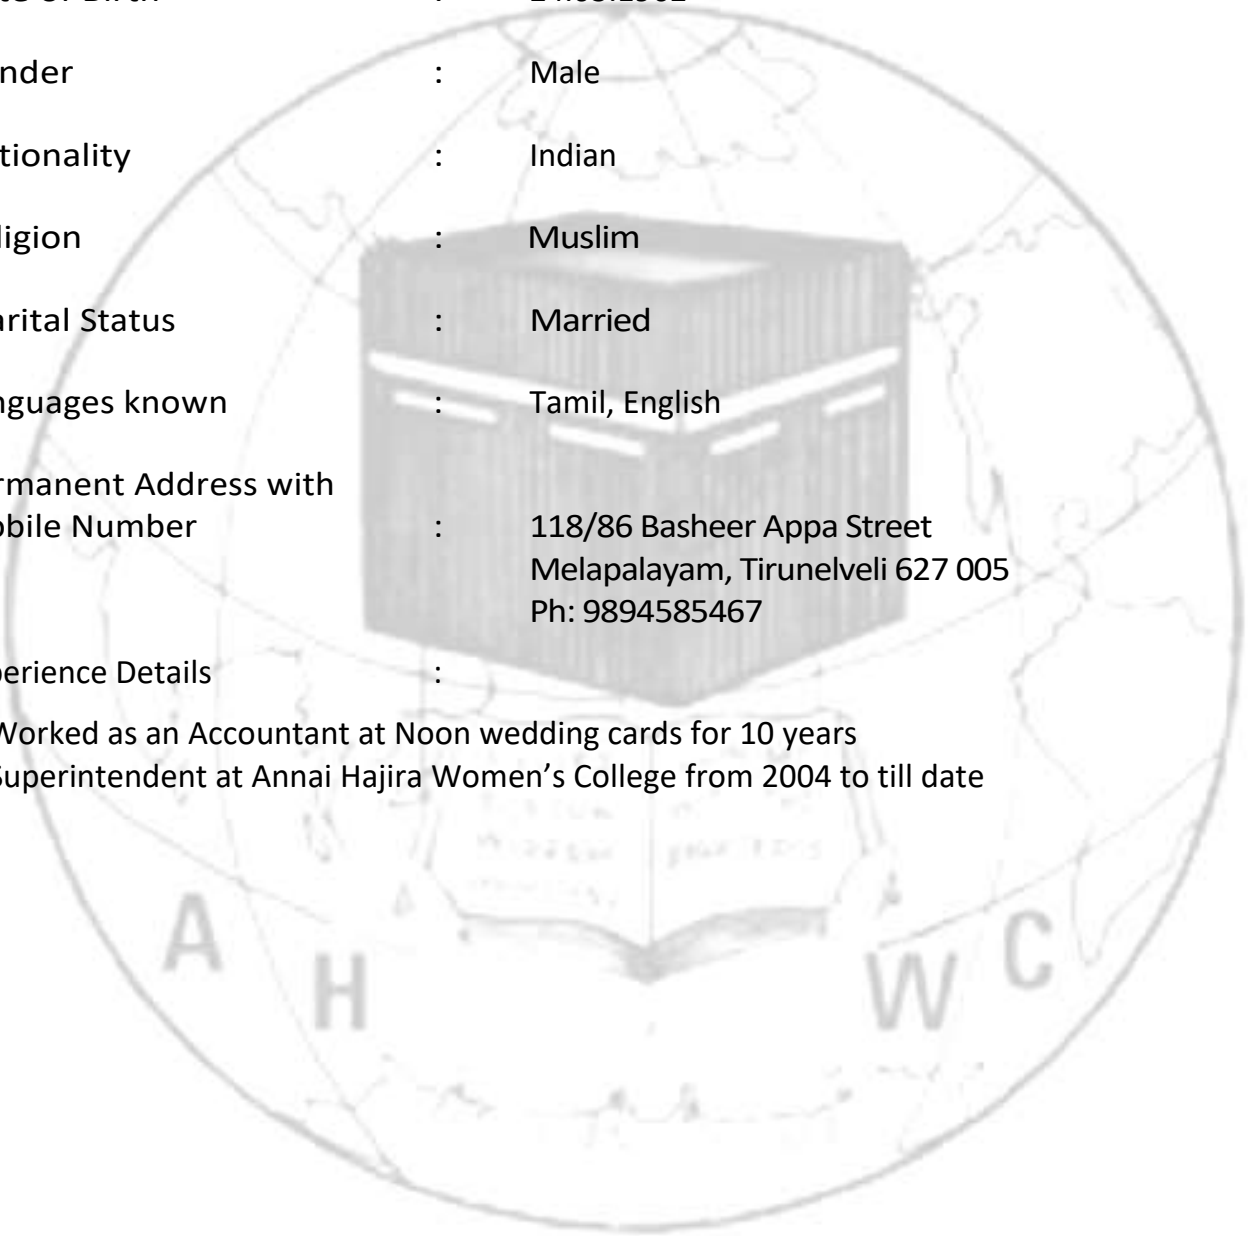 nder : Male
tionality : Indian
ligion : Muslim
arital Status : Married
nguages known : Tamil, English
rmanent Address with
obile Number : 118/86 Basheer Appa Street
Melapalayam, Tirunelveli 627 005
Ph: 9894585467
perience Details :
Worked as an Accountant at Noon wedding cards for 10 years
Superintendent at Annai Hajira Women’s College from 2004 to till date
A H W C